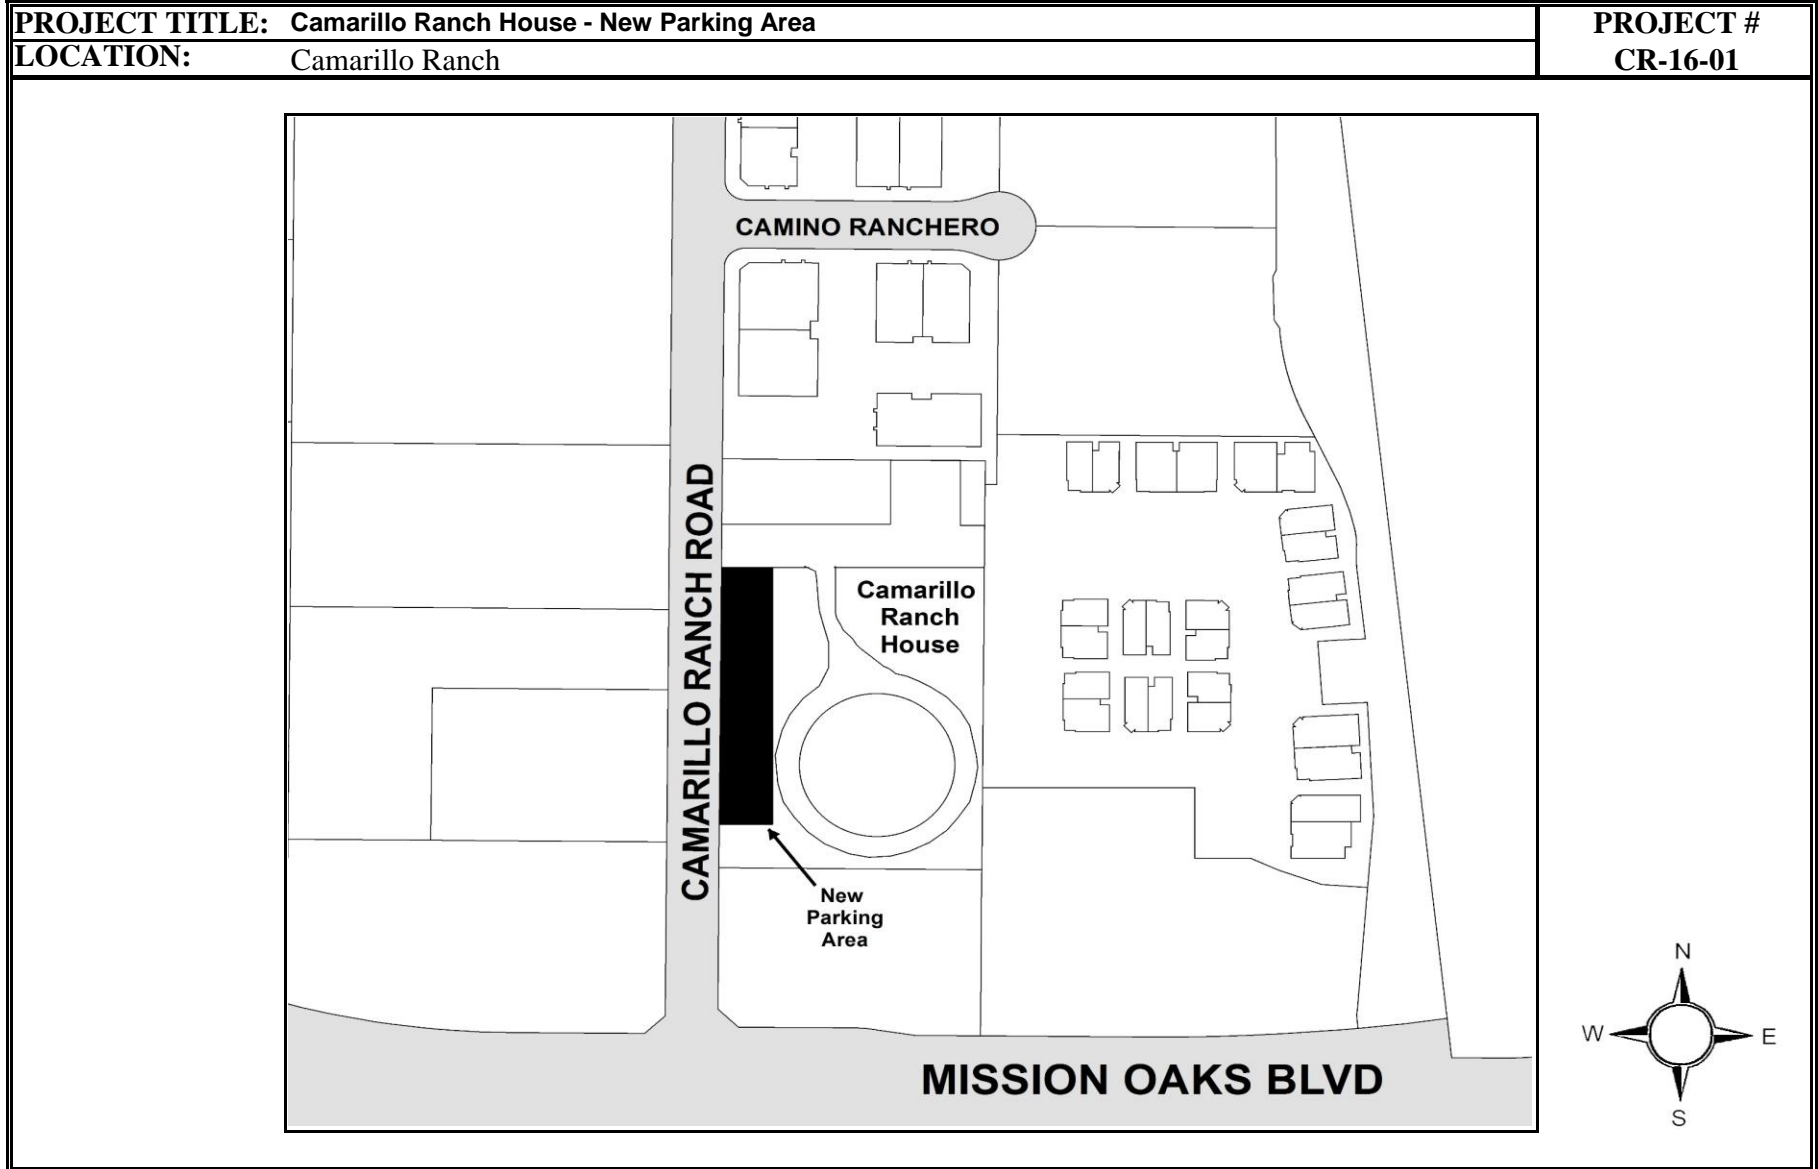 PROJECT TITLE: Camarillo Ranch House - New Parking Area
PROJECT #
LOCATION: Camarillo Ranch
CR-16-01
CAMINO RANCHERO
CAMARILLO RANCH ROAD
Camarillo
Ranch
House
New
Parking
Area
MISSION OAKS BLVD
N
W
E
S